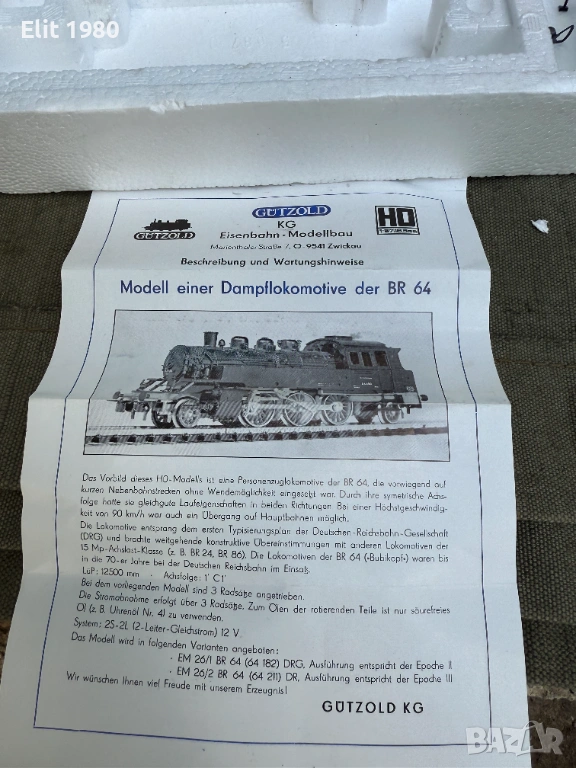 Elit 1980
GÜTZOLD
KG
GÜTZOLD
HO
Eisenbahn-Modellbau
Marienthaler Straße 7, O. 9541 Zwickau
Beschreibung und Wartungshinweise
Modell einer Dampflokomotive der BR 64
Das Vorbild dieses HO-Modells ist eine Personenzuglokomotive der BR 64, die vorwiegend auf
kurzen Nebenbahnstrecken ohne Wendemöglichkeit eingesetzt war. Durch ihre symetrische Achs-
folge hatte sie gleichgute Laufeigenschaften in beiden Richtungen. Bei einer Höchstgeschwindig-
keit von 90 km/h war auch ein Übergang auf Hauptbahnen möglich.
Die Lokomotive entsprang dem ersten Typisierungsplan der Deutschen-Reichsbahn-Gesellschaft
(DRG) und brachte weitgehende konstruktive Übereinstimmungen mit anderen Lokomotiven der
15 Mp-Achslast-Klasse (z. B. BR 24, BR 86). Die Lokomotiven der BR 64 (»Bubikopf«) waren bis
in die 70-er Jahre bei der Deutschen Reichsbahn im Einsatz.
LüP: 12500 mm - Achsfolge: 1' C1'
Bei dem vorliegenden Modell sind 3 Radsätze angetrieben.
Die Stromabnahme erfolgt über 3 Radsätze. Zum Ölen der rotierenden Teile ist nur säurefreies
Öl (z. B. Uhrenöl Nr. 4) zu verwenden.
System: 2S-2L (2-Leiter-Gleichstrom) 12 V.
Das Modell wird in folgenden Varianten angeboten:
- EM 26/1 BR 64 (64 182) DRG, Ausführung entspricht der Epoche II
- EM 26/2 BR 64 (64 211) DR, Ausführung entspricht der Epoche III
Wir wünschen Ihnen viel Freude mit unserem Erzeugnis!
GÜTZOLD KG
BAZAR